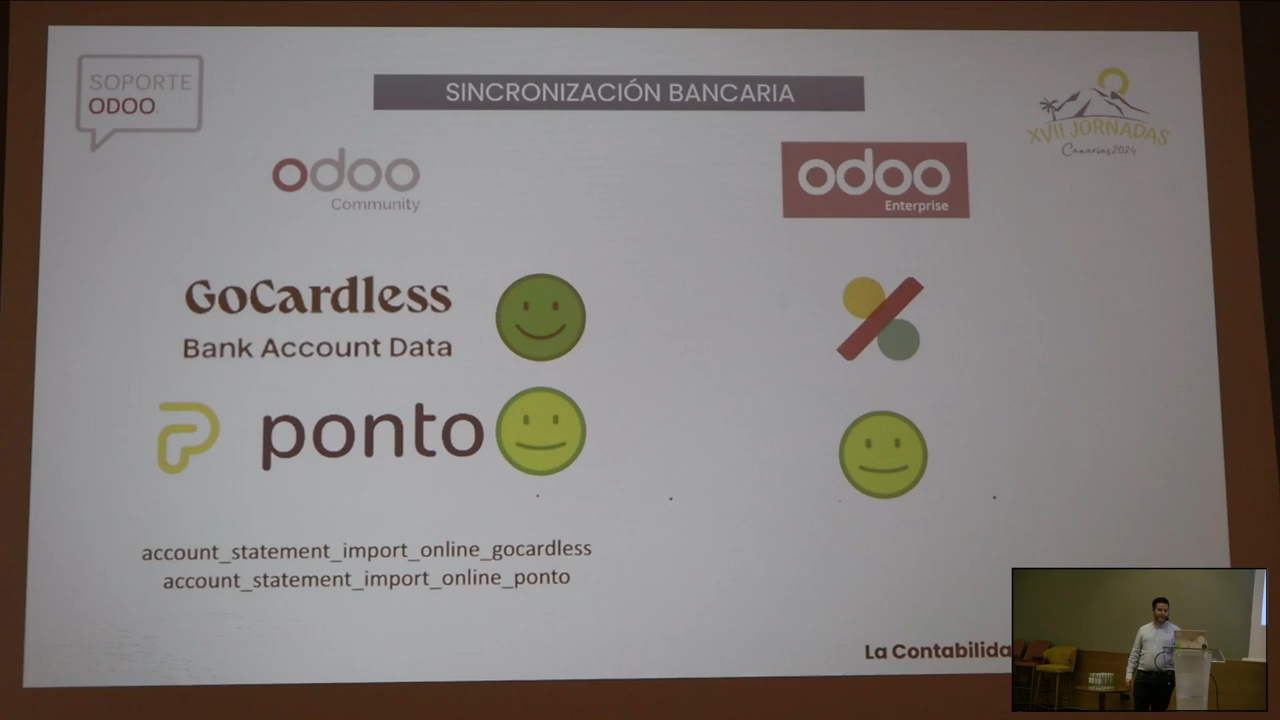 SOPORTE
ODOO
SINCRONIZACIÓN BANCARIA
XVII JORNADAS
Canarias 2024
odoo
Community
odoo
Enterprise
GoCardless
Bank Account Data
ponto
account_statement_import_online_gocardless
account_statement_import_online_ponto
La Contabilida